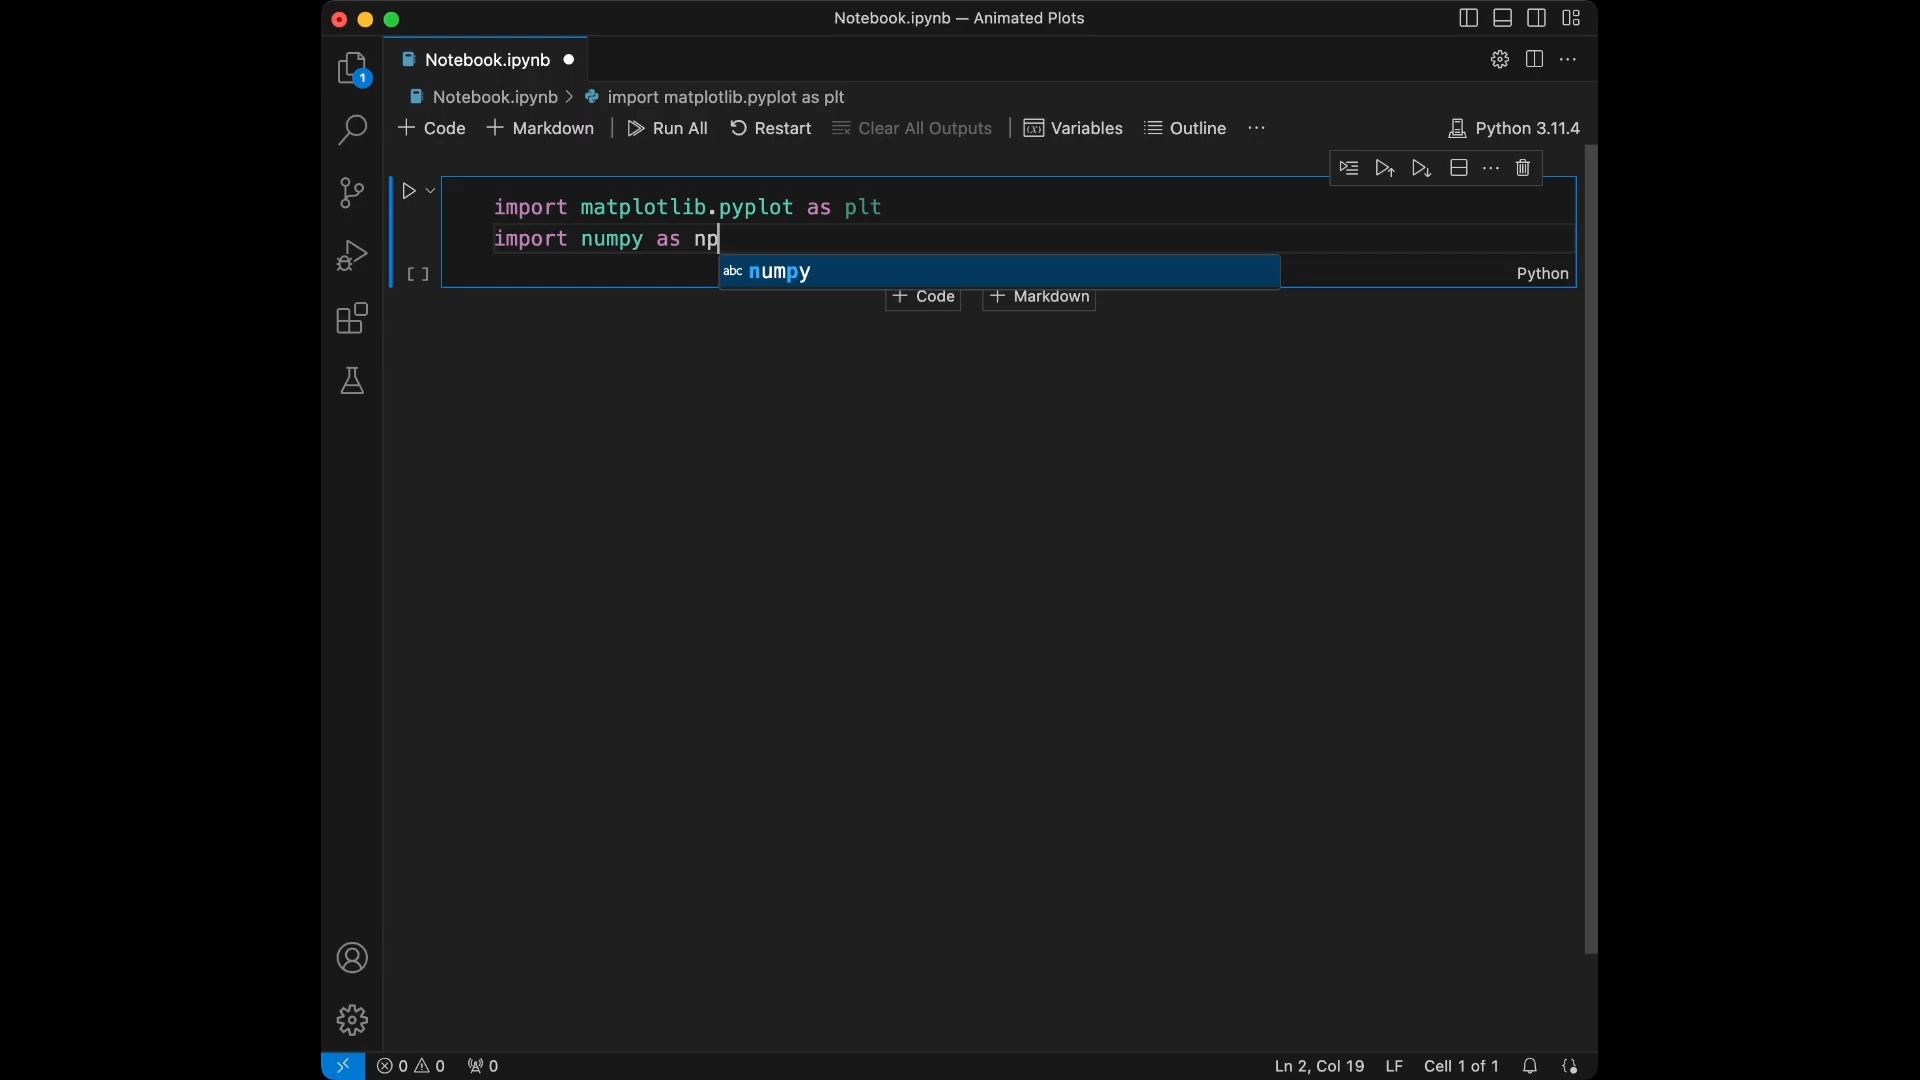 Notebook.ipynb — Animated Plots
1
Notebook.ipynb
Notebook.ipynb > import matplotlib.pyplot as plt
+ Code + Markdown | Run All Restart Clear All Outputs | Variables Outline ... Python 3.11.4
import matplotlib.pyplot as plt
import numpy as np
[ ]
abc numpy
Python
+ Code + Markdown
0 0 0 Ln 2, Col 19 LF Cell 1 of 1